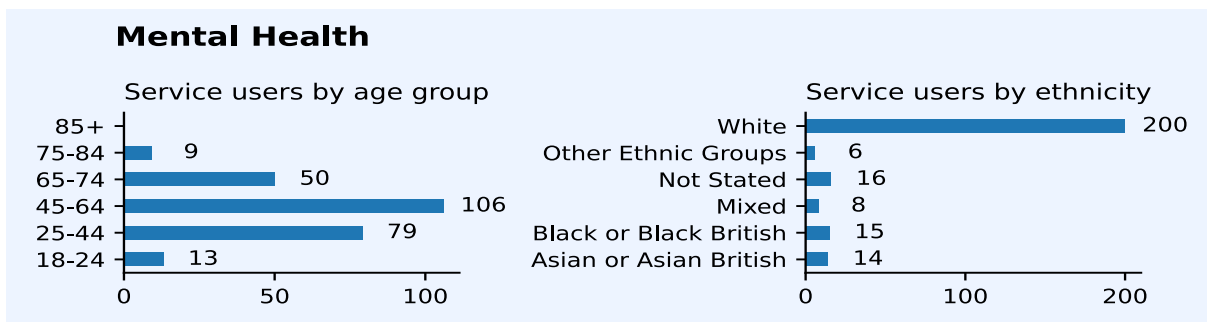 Mental Health
Service users by age group
85+
75-84 9
65-74 50
45-64 106
25-44 79
18-24 13
0 50 100
Service users by ethnicity
White 200
Other Ethnic Groups 6
Not Stated 16
Mixed 8
Black or Black British 15
Asian or Asian British 14
0 100 200